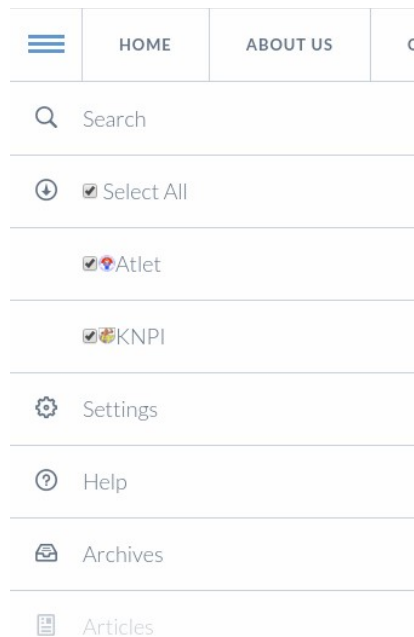 HOME ABOUT US
Search
Select All
Atlet
KNPI
Settings
Help
Archives
Articles